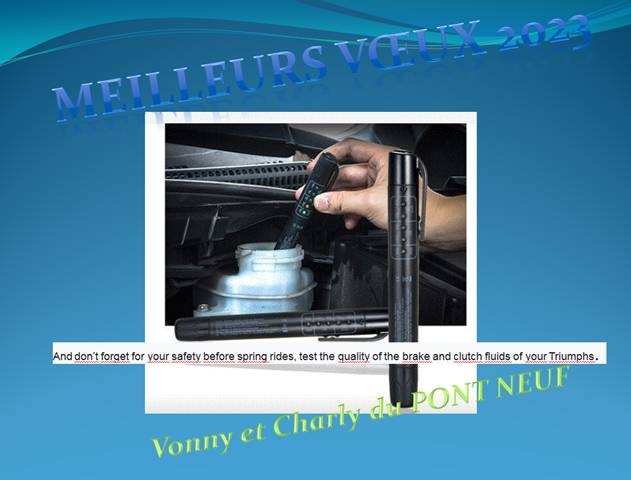 MEILLEURS VŒUX 2023
And don't forget for your safety before spring rides, test the quality of the brake and clutch fluids of your Triumphs.
Vonny et Charly du PONT NEUF